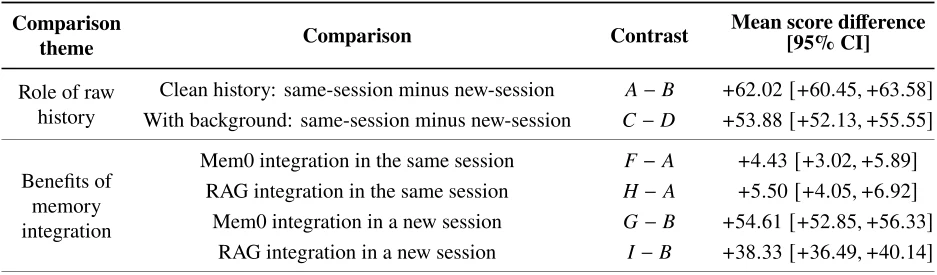 Comparison theme Comparison Contrast Mean score difference [95% CI]
Role of raw history
Clean history: same-session minus new-session A − B +62.02 [+60.45, +63.58]
With background: same-session minus new-session C − D +53.88 [+52.13, +55.55]
Benefits of memory integration
Mem0 integration in the same session F − A +4.43 [+3.02, +5.89]
RAG integration in the same session H − A +5.50 [+4.05, +6.92]
Mem0 integration in a new session G − B +54.61 [+52.85, +56.33]
RAG integration in a new session I − B +38.33 [+36.49, +40.14]